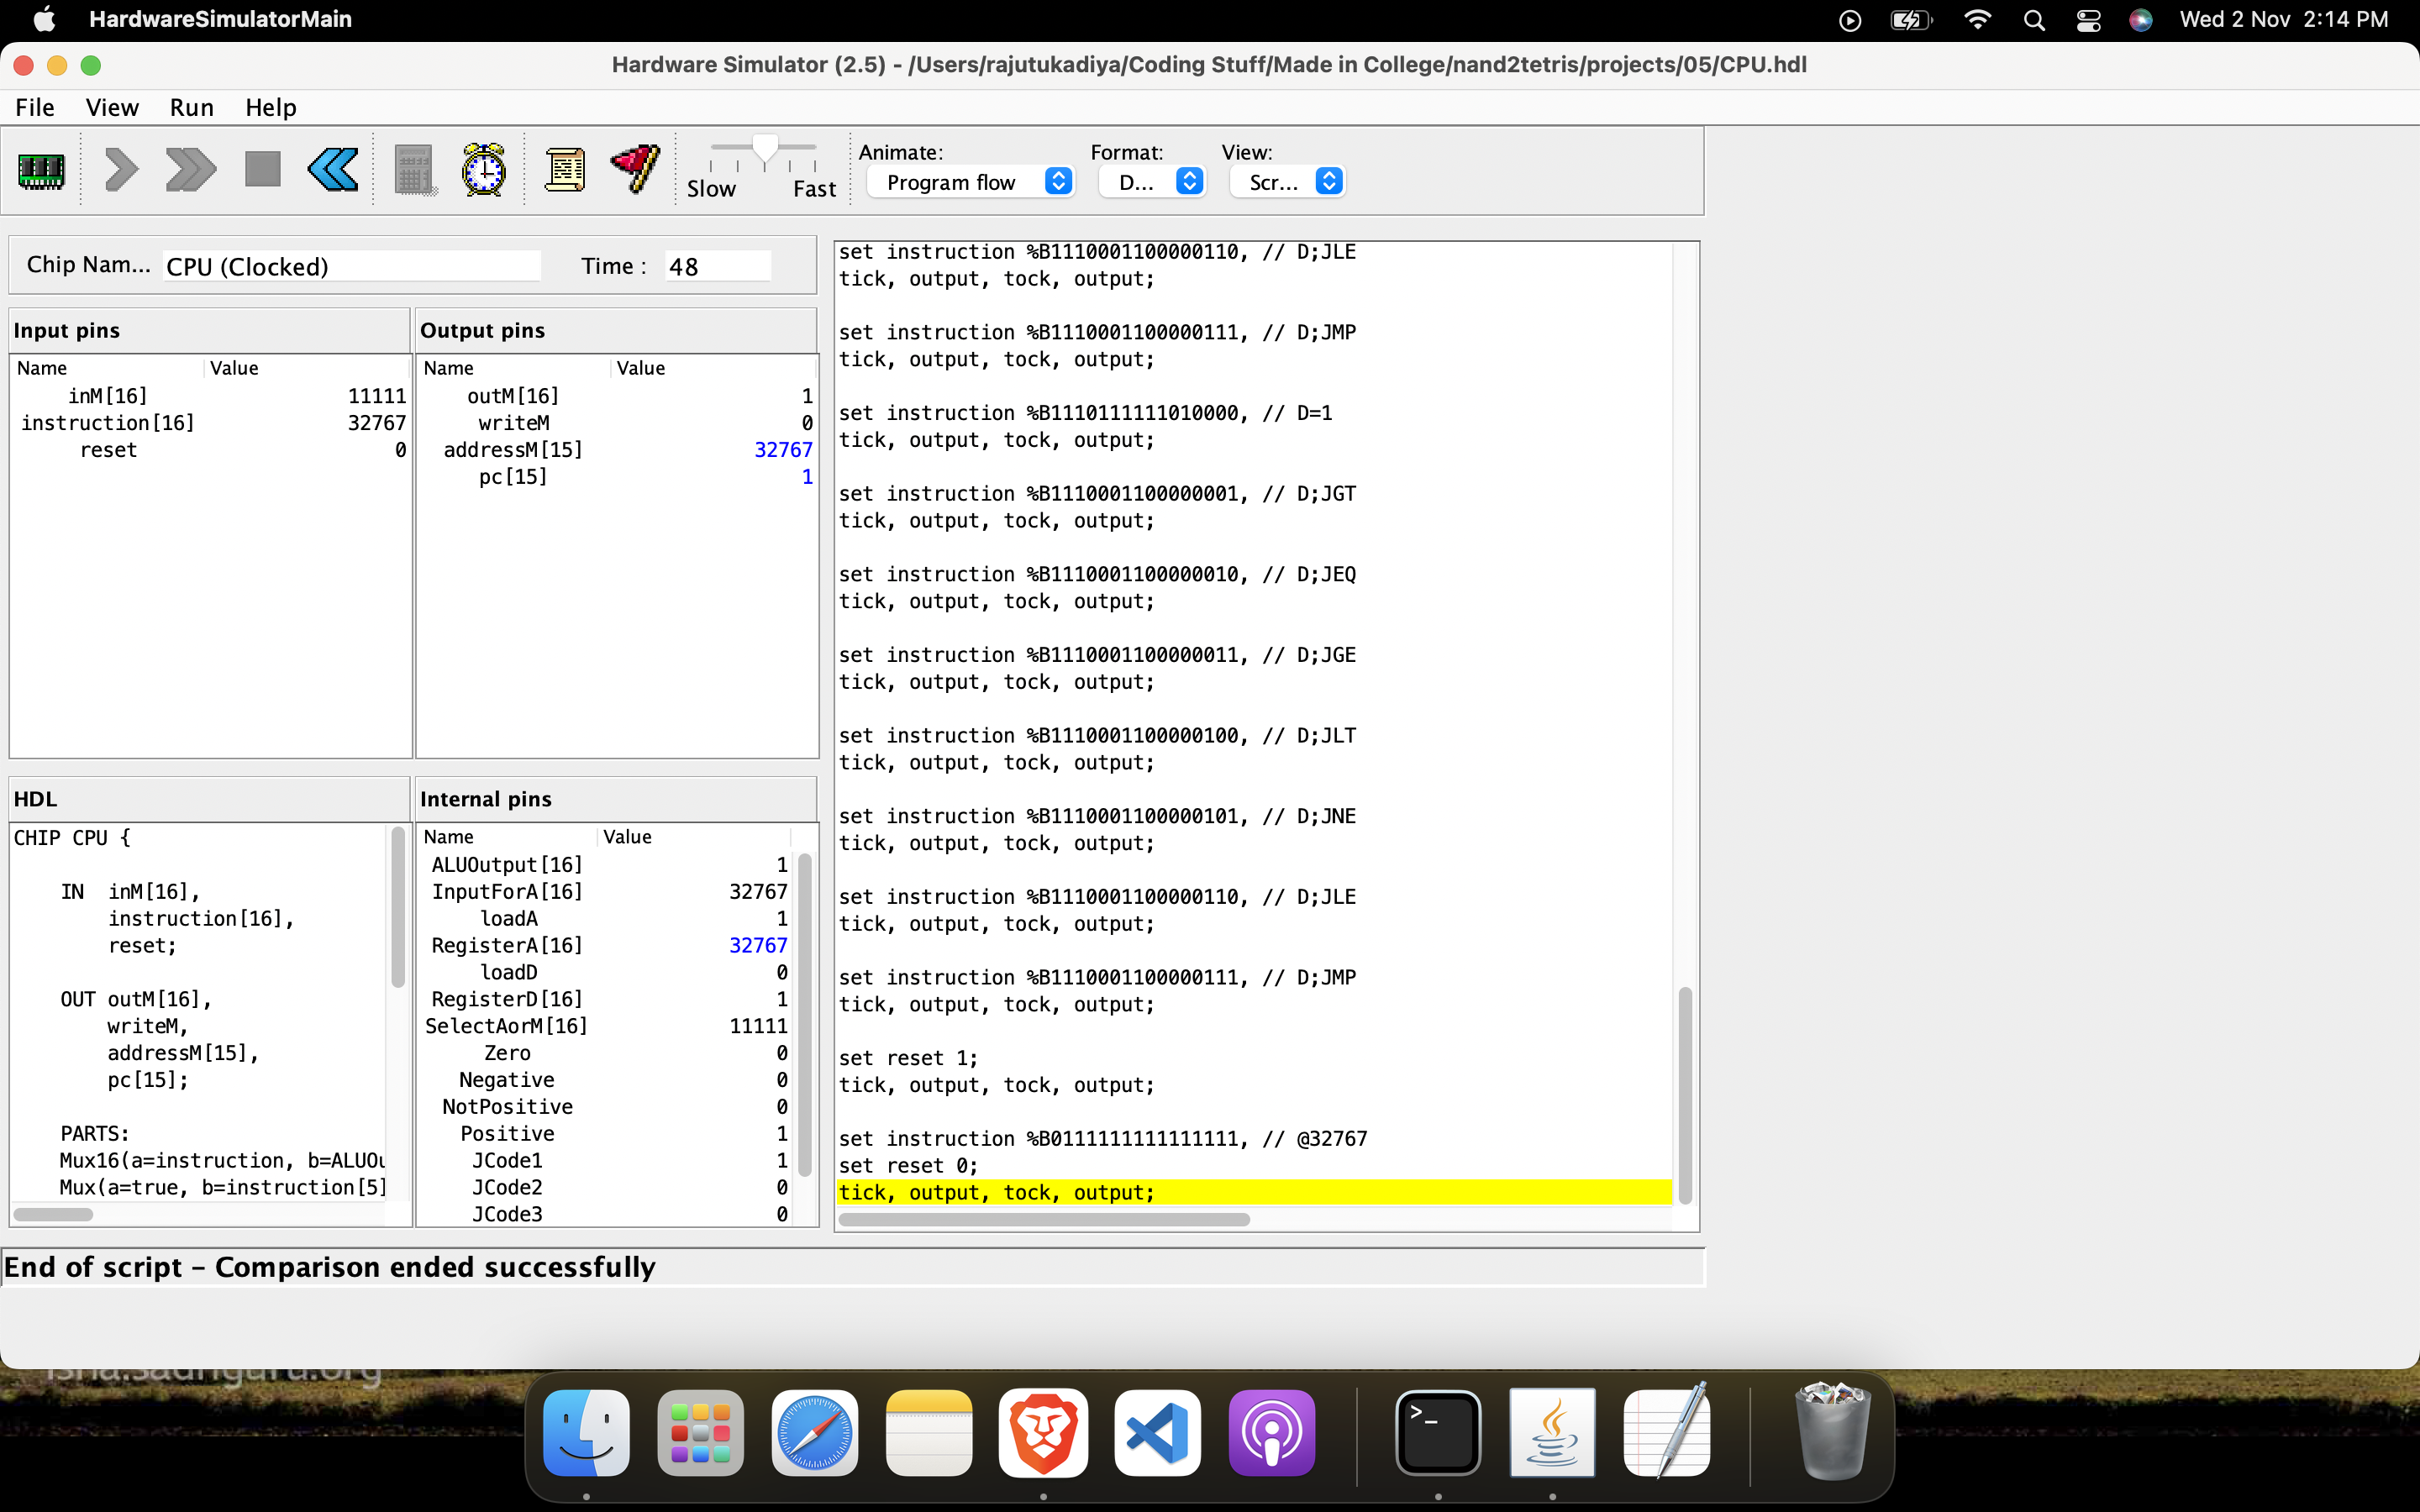 HardwareSimulatorMain
Wed 2 Nov 2:14 PM
Hardware Simulator (2.5) - /Users/rajutukadiya/Coding Stuff/Made in College/nand2tetris/projects/05/CPU.hdl
File View Run Help
Slow Fast
Animate:
Program flow
Format:
D...
View:
Scr...
Chip Nam... CPU (Clocked) Time : 48
Input pins
Name Value
inM[16] 11111
instruction[16] 32767
reset 0
Output pins
Name Value
outM[16] 1
writeM 0
addressM[15] 32767
pc[15] 1
HDL
CHIP CPU {
IN inM[16],
instruction[16],
reset;
OUT outM[16],
writeM,
addressM[15],
pc[15];
PARTS:
Mux16(a=instruction, b=ALUOu
Mux(a=true, b=instruction[5]
Internal pins
Name Value
ALUOutput[16] 1
InputForA[16] 32767
loadA 1
RegisterA[16] 32767
loadD 0
RegisterD[16] 1
SelectAorM[16] 11111
Zero 0
Negative 0
NotPositive 0
Positive 1
JCode1 1
JCode2 0
JCode3 0
set instruction %B1110001100000110, // D;JLE
tick, output, tock, output;
set instruction %B1110001100000111, // D;JMP
tick, output, tock, output;
set instruction %B1110111111010000, // D=1
tick, output, tock, output;
set instruction %B1110001100000001, // D;JGT
tick, output, tock, output;
set instruction %B1110001100000010, // D;JEQ
tick, output, tock, output;
set instruction %B1110001100000011, // D;JGE
tick, output, tock, output;
set instruction %B1110001100000100, // D;JLT
tick, output, tock, output;
set instruction %B1110001100000101, // D;JNE
tick, output, tock, output;
set instruction %B1110001100000110, // D;JLE
tick, output, tock, output;
set instruction %B1110001100000111, // D;JMP
tick, output, tock, output;
set reset 1;
tick, output, tock, output;
set instruction %B0111111111111111, // @32767
set reset 0;
tick, output, tock, output;
End of script – Comparison ended successfully
isha.sadhguru.org